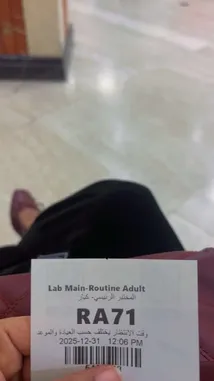 Lab Main-Routine Adult
المختبر الرئيسي- كبار
RA71
وقت الانتظار يختلف حسب العيادة والموعد
2025-12-31 12:06 PM